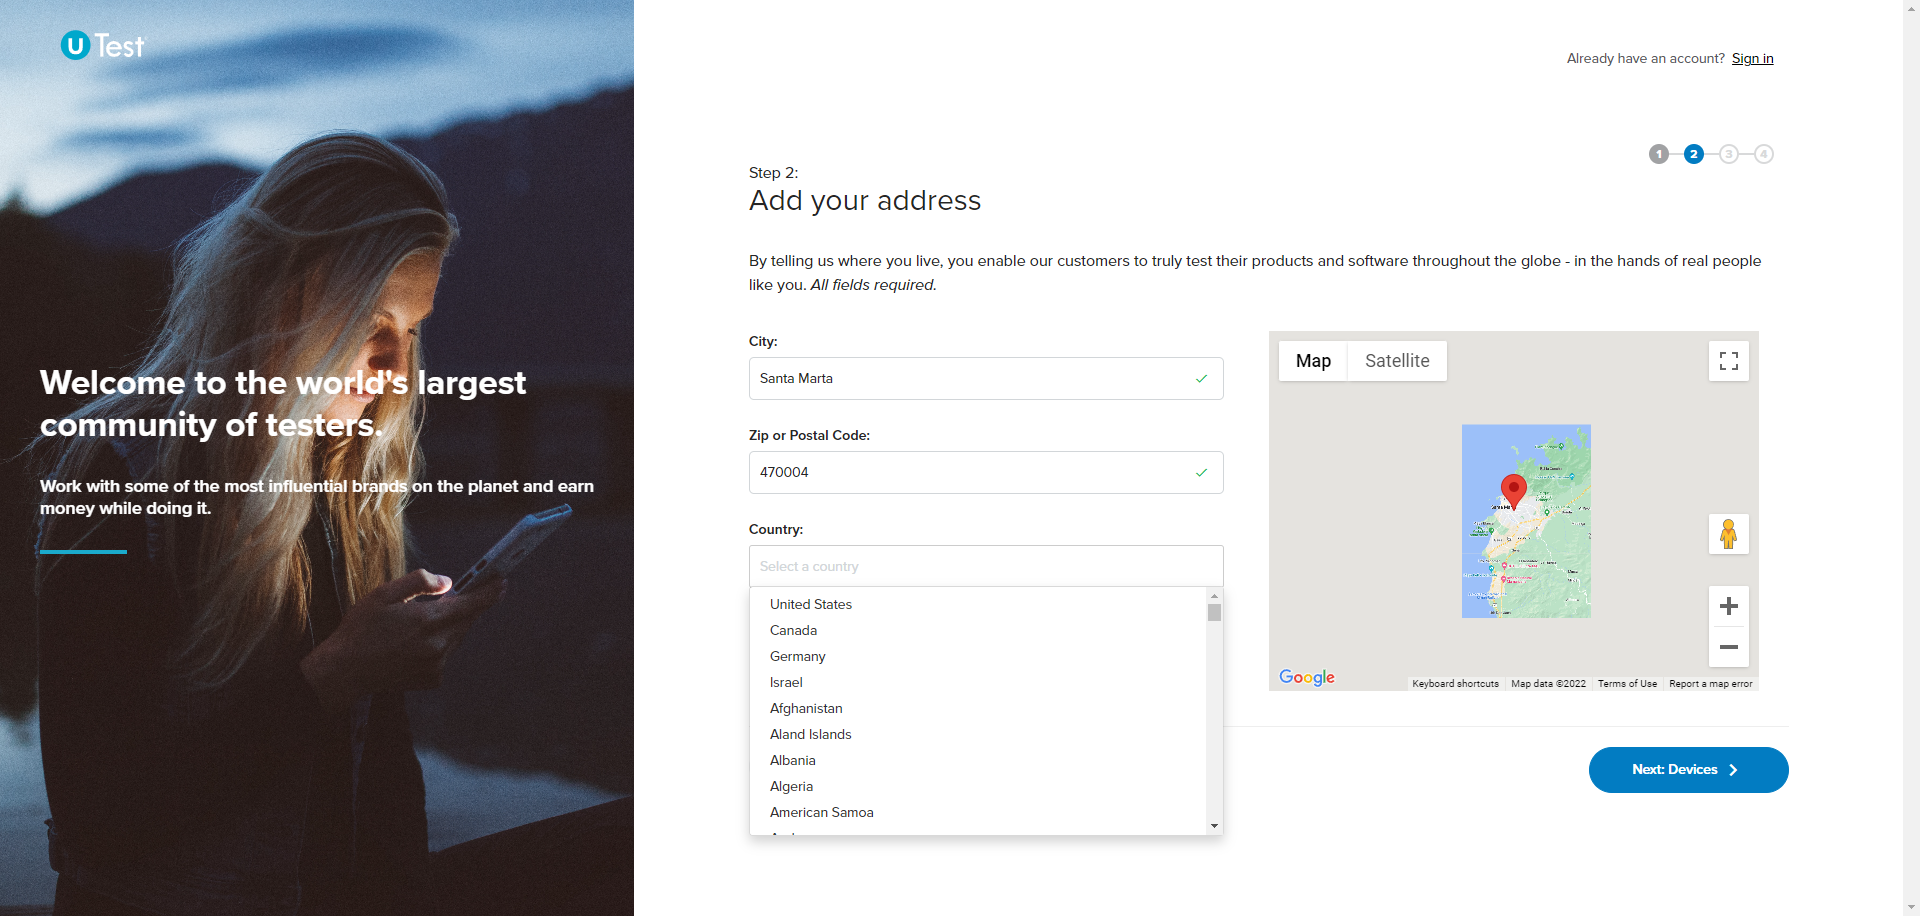 U Test
Welcome to the world's largest
community of testers.
Work with some of the most influential brands on the planet and earn
money while doing it.
Already have an account? Sign in
1 2 3 4
Step 2:
Add your address
By telling us where you live, you enable our customers to truly test their products and software throughout the globe - in the hands of real people
like you. All fields required.
City:
Santa Marta
Zip or Postal Code:
470004
Country:
Select a country
United States
Canada
Germany
Israel
Afghanistan
Aland Islands
Albania
Algeria
American Samoa
Map Satellite
Google
Keyboard shortcuts Map data ©2022 Terms of Use Report a map error
Next: Devices